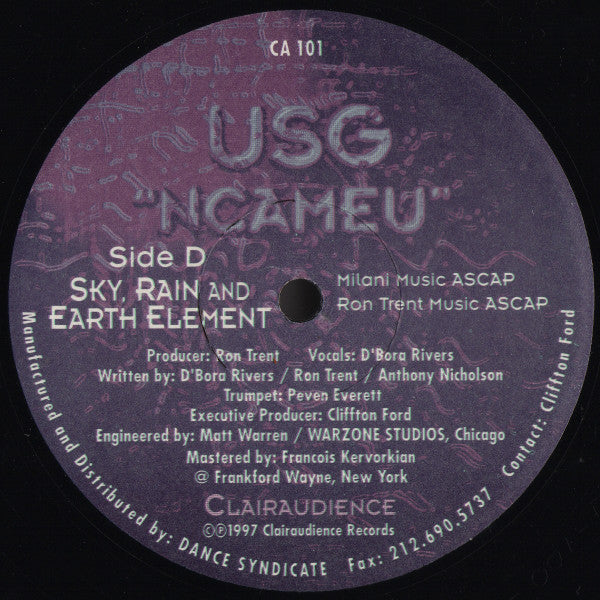 CA 101
USG
"NCAMEU"
Side D
SKY, RAIN AND
EARTH ELEMENT
Milani Music ASCAP
Ron Trent Music ASCAP
Producer: Ron Trent Vocals: D'Bora Rivers
Written by: D'Bora Rivers / Ron Trent / Anthony Nicholson
Trumpet: Peven Everett
Executive Producer: Cliffton Ford
Engineered by: Matt Warren / WARZONE STUDIOS, Chicago
Mastered by: Francois Kervorkian
@ Frankford Wayne, New York
CLAIRAUDIENCE
©℗1997 Clairaudience Records
Manufactured and Distributed by: DANCE SYNDICATE Fax: 212.690.5737 Contact: Cliffton Ford